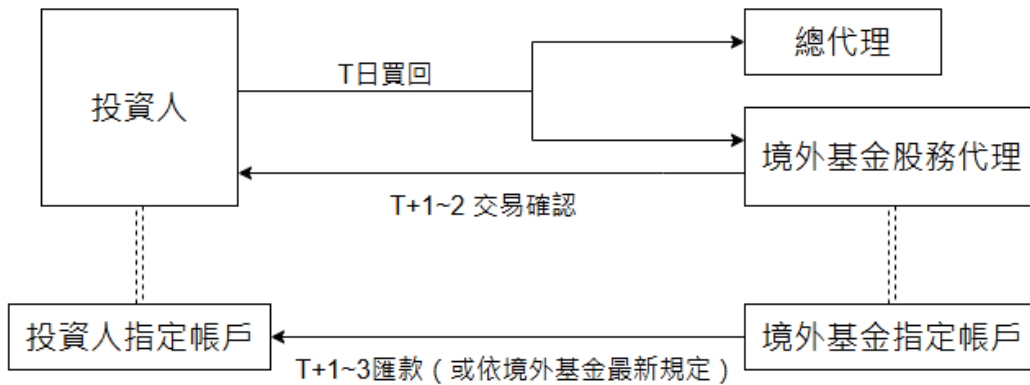 總代理
T日買回
投資人
境外基金股務代理
T+1~2 交易確認
投資人指定帳戶
境外基金指定帳戶
T+1~3匯款（或依境外基金最新規定）